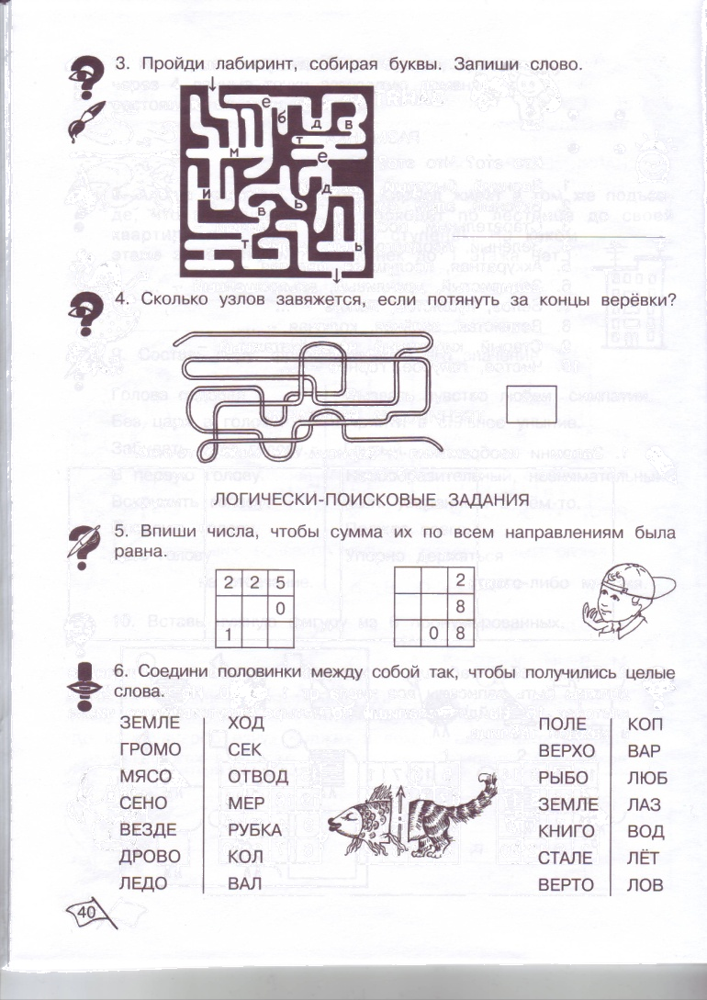 3. Пройди лабиринт, собирая буквы. Запиши слово.
е
б д в
т
м е
и в ь д
т ь
4. Сколько узлов завяжется, если потянуть за концы верёвки?
ЛОГИЧЕСКИ-ПОИСКОВЫЕ ЗАДАНИЯ
5. Впиши числа, чтобы сумма их по всем направлениям была
равна.
2 2 5
0
1
2
8
0 8
6. Соедини половинки между собой так, чтобы получились целые
слова.
ЗЕМЛЕ ХОД ПОЛЕ КОП
ГРОМО СЕК ВЕРХО ВАР
МЯСО ОТВОД РЫБО ЛЮБ
СЕНО МЕР ЗЕМЛЕ ЛАЗ
ВЕЗДЕ РУБКА КНИГО ВОД
ДРОВО КОЛ СТАЛЕ ЛЁТ
ЛЕДО ВАЛ ВЕРТО ЛОВ
40